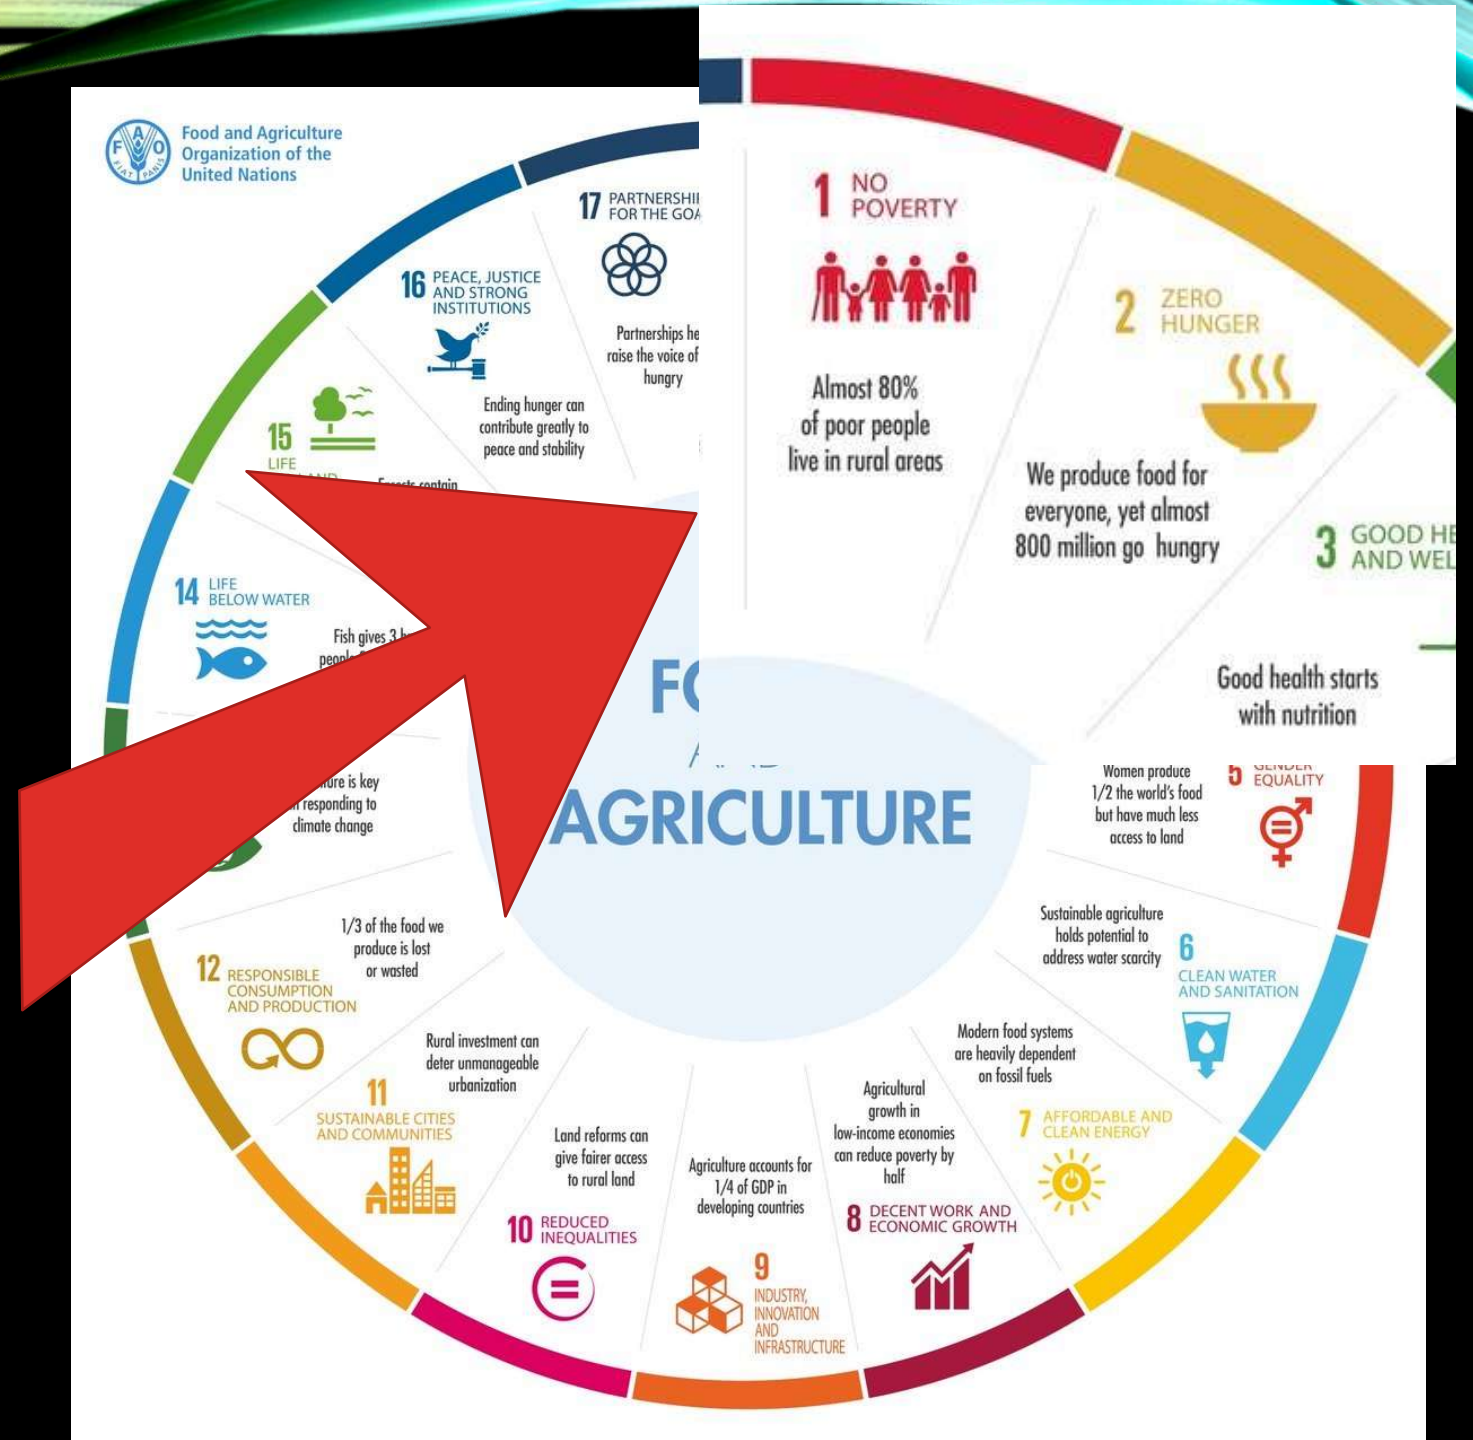 Food and Agriculture
Organization of the
United Nations
1 NO
POVERTY
Almost 80%
of poor people
live in rural areas
2 ZERO
HUNGER
We produce food for
everyone, yet almost
800 million go hungry
3 GOOD HE
AND WEL
Good health starts
with nutrition
5 GENDER
EQUALITY
Women produce
1/2 the world's food
but have much less
access to land
6
CLEAN WATER
AND SANITATION
Sustainable agriculture
holds potential to
address water scarcity
7 AFFORDABLE AND
CLEAN ENERGY
Modern food systems
are heavily dependent
on fossil fuels
Agricultural
growth in
low-income economies
can reduce poverty by
half
8 DECENT WORK AND
ECONOMIC GROWTH
Agriculture accounts for
1/4 of GDP in
developing countries
9
INDUSTRY,
INNOVATION
AND
INFRASTRUCTURE
Land reforms can
give fairer access
to rural land
10 REDUCED
INEQUALITIES
Rural investment can
deter unmanageable
urbanization
11
SUSTAINABLE CITIES
AND COMMUNITIES
1/3 of the food we
produce is lost
or wasted
12 RESPONSIBLE
CONSUMPTION
AND PRODUCTION
is key
responding to
climate change
14 LIFE
BELOW WATER
Fish gives 3
15
LIFE
16 PEACE, JUSTICE
AND STRONG
INSTITUTIONS
Ending hunger can
contribute greatly to
peace and stability
17 PARTNERSHI
FOR THE GOA
Partnerships he
raise the voice of
hungry
AGRICULTURE